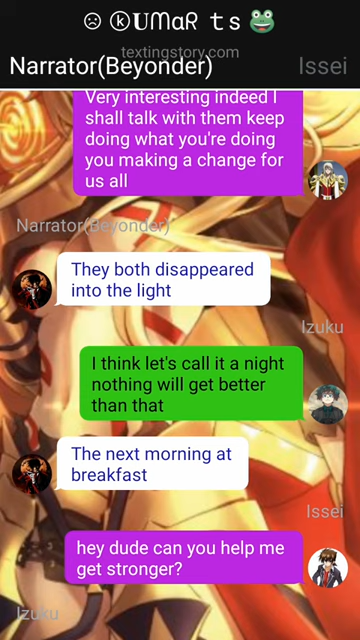 ☹ ⓀUMᗩR ts🐸
textingstory.com
Narrator(Beyonder) Issei
Very interesting indeed I
shall talk with them keep
doing what you're doing
you making a change for
us all
Narrator(Beyonder)
They both disappeared
into the light
Izuku
I think let's call it a night
nothing will get better
than that
The next morning at
breakfast
Issei
hey dude can you help me
get stronger?
Izuku